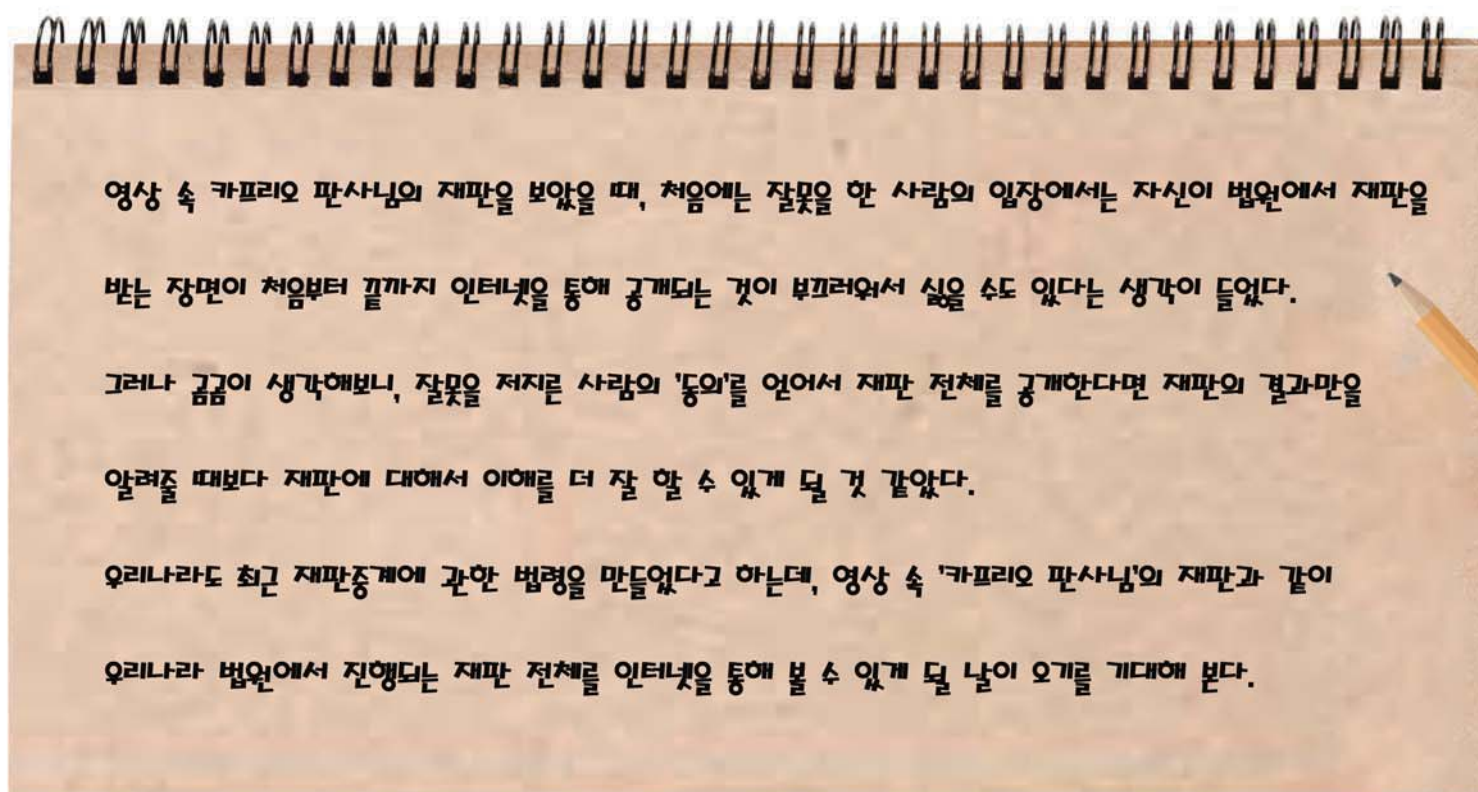 영상 속 카프리오 판사님의 재판을 보았을 때, 처음에는 잘못을 한 사람의 입장에서는 자신이 법원에서 재판을
받는 장면이 처음부터 끝까지 인터넷을 통해 공개되는 것이 부끄러워서 싫을 수도 있다는 생각이 들었다.
그러나 곰곰이 생각해보니, 잘못을 저지른 사람의 '동의'를 얻어서 재판 전체를 공개한다면 재판의 결과만을
알려줄 때보다 재판에 대해서 이해를 더 잘 할 수 있게 될 것 같았다.
우리나라도 최근 재판중계에 관한 법령을 만들었다고 하는데, 영상 속 '카프리오 판사님'의 재판과 같이
우리나라 법원에서 진행되는 재판 전체를 인터넷을 통해 볼 수 있게 될 날이 오기를 기대해 본다.